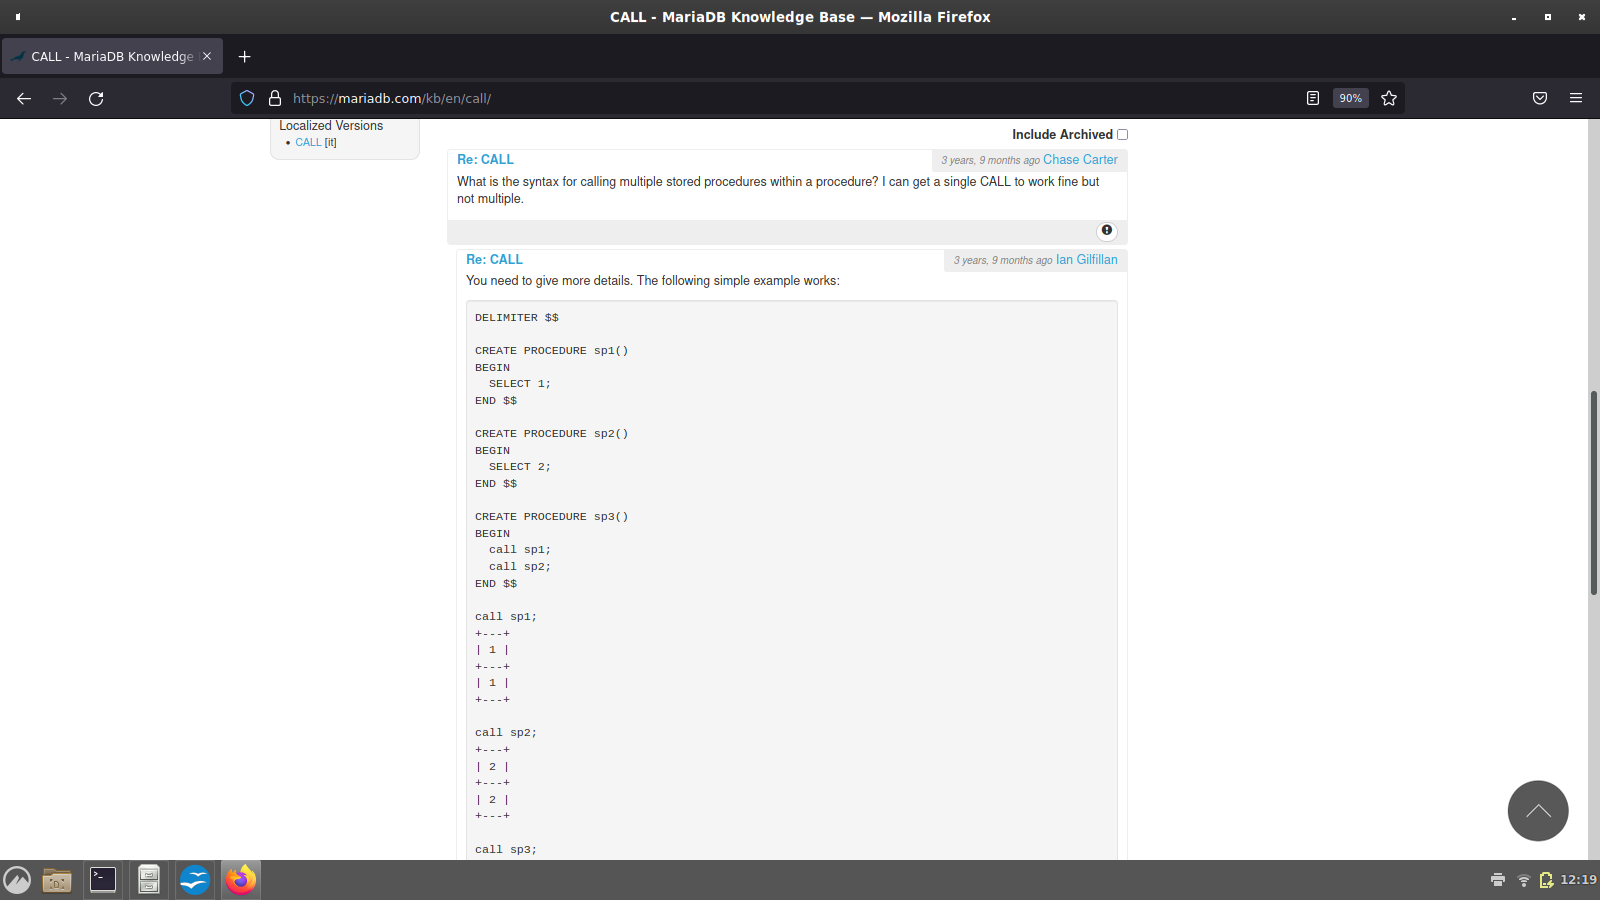 CALL - MariaDB Knowledge Base — Mozilla Firefox
CALL - MariaDB Knowledge
https://mariadb.com/kb/en/call/
90%
Localized Versions
• CALL [it]
Include Archived
Re: CALL
3 years, 9 months ago Chase Carter
What is the syntax for calling multiple stored procedures within a procedure? I can get a single CALL to work fine but
not multiple.
Re: CALL
3 years, 9 months ago Ian Gilfillan
You need to give more details. The following simple example works:
DELIMITER $$
CREATE PROCEDURE sp1()
BEGIN
  SELECT 1;
END $$
CREATE PROCEDURE sp2()
BEGIN
  SELECT 2;
END $$
CREATE PROCEDURE sp3()
BEGIN
  call sp1;
  call sp2;
END $$
call sp1;
+---+
| 1 |
+---+
| 1 |
+---+
call sp2;
+---+
| 2 |
+---+
| 2 |
+---+
call sp3;
12:19